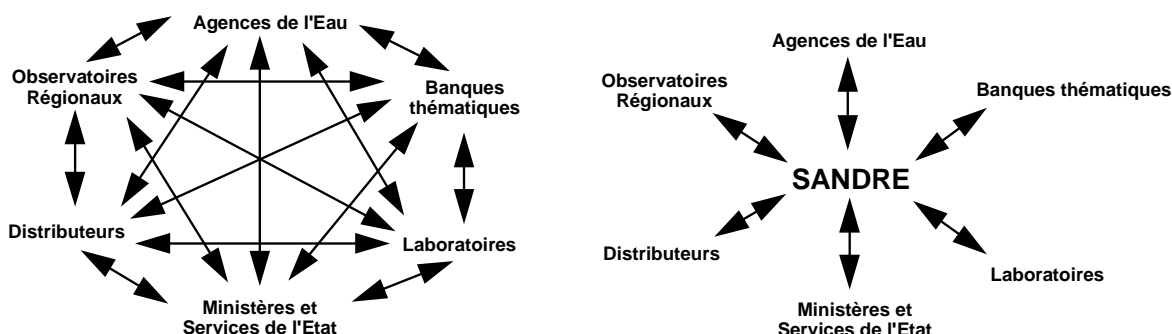 Agences de l'Eau
Observatoires
Régionaux
Banques
thématiques
Distributeurs
Laboratoires
Ministères et
Services de l'Etat
Agences de l'Eau
Observatoires
Régionaux
Banques thématiques
SANDRE
Distributeurs
Laboratoires
Ministères et
Services de l'Etat